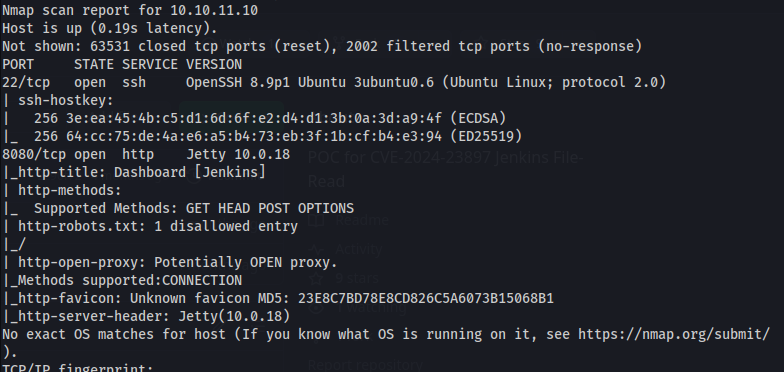 Nmap scan report for 10.10.11.10
Host is up (0.19s latency).
Not shown: 63531 closed tcp ports (reset), 2002 filtered tcp ports (no-response)
PORT     STATE SERVICE VERSION
22/tcp   open  ssh     OpenSSH 8.9p1 Ubuntu 3ubuntu0.6 (Ubuntu Linux; protocol 2.0)
| ssh-hostkey:
|   256 3e:ea:45:4b:c5:d1:6d:6f:e2:d4:d1:3b:0a:3d:a9:4f (ECDSA)
|_  256 64:cc:75:de:4a:e6:a5:b4:73:eb:3f:1b:cf:b4:e3:94 (ED25519)
8080/tcp open  http    Jetty 10.0.18
POC for CVE-2024-23897 Jenkins File-
|_http-title: Dashboard [Jenkins]
Read
| http-methods:
|_  Supported Methods: GET HEAD POST OPTIONS
Readme
| http-robots.txt: 1 disallowed entry
|_/
Activity
| http-open-proxy: Potentially OPEN proxy.
|_Methods supported:CONNECTION
|_http-favicon: Unknown favicon MD5: 23E8C7BD78E8CD826C5A6073B15068B1
|_http-server-header: Jetty(10.0.18)
No exact OS matches for host (If you know what OS is running on it, see https://nmap.org/submit/
).
Report repository
TCP/IP fingerprint: